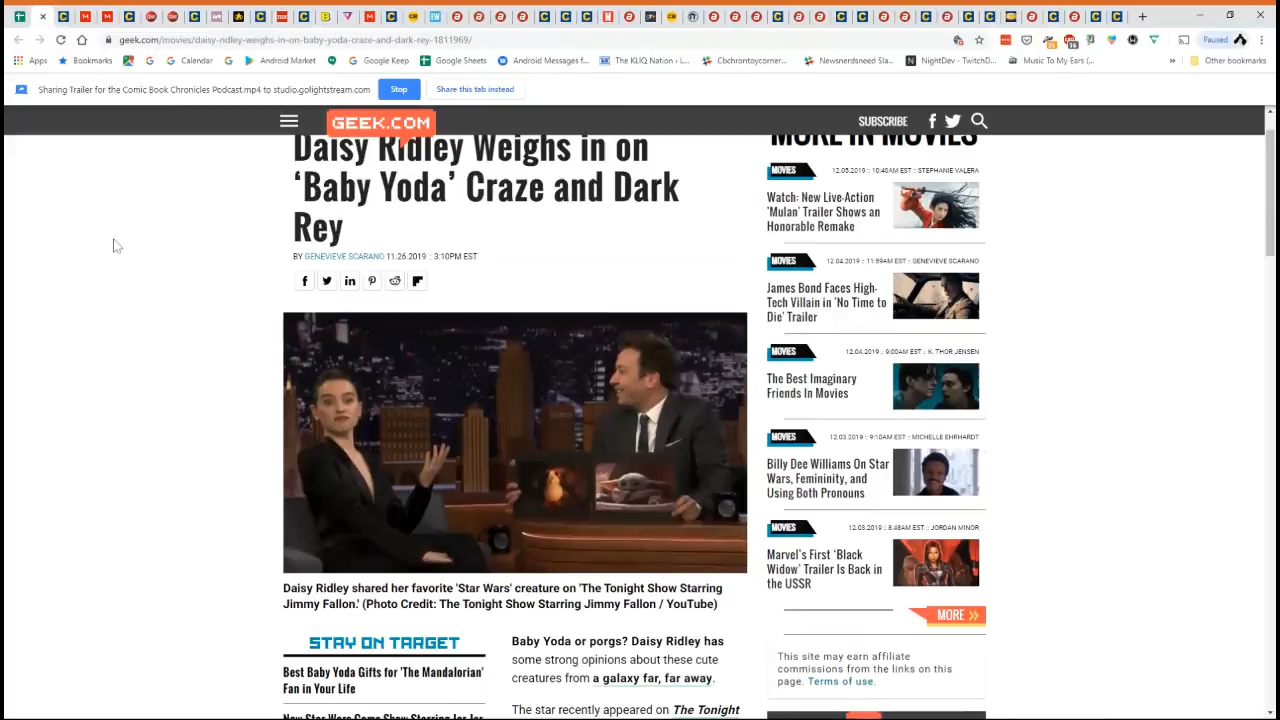 geek.com/movies/daisy-ridley-weighs-in-on-baby-yoda-craze-and-dark-rey-1811969/
Paused
Apps
Bookmarks
Calendar
Android Market
Google Keep
Google Sheets
Android Messages f...
The KLIQ Nation › L...
Cbchrontoycorner...
Newsnerdsneed Sla...
NightDev - TwitchD...
Music To My Ears (...
»
Other bookmarks
Sharing Trailer for the Comic Book Chronicles Podcast.mp4 to studio.golightstream.com
Stop
Share this tab instead
GEEK.COM
SUBSCRIBE
Daisy Ridley Weighs in on
‘Baby Yoda’ Craze and Dark
Rey
BY GENEVIEVE SCARANO 11.26.2019 :: 3:10PM EST
Daisy Ridley shared her favorite 'Star Wars' creature on 'The Tonight Show Starring
Jimmy Fallon.' (Photo Credit: The Tonight Show Starring Jimmy Fallon / YouTube)
STAY ON TARGET
Best Baby Yoda Gifts for 'The Mandalorian'
Fan in Your Life
New Star Wars Game Show Starring Jar Jar
Baby Yoda or porgs? Daisy Ridley has
some strong opinions about these cute
creatures from a galaxy far, far away.
The star recently appeared on The Tonight
MORE IN MOVIES
MOVIES
12.05.2019 :: 10:40AM EST :: STEPHANIE VALERA
Watch: New Live-Action
'Mulan' Trailer Shows an
Honorable Remake
MOVIES
12.04.2019 :: 11:59AM EST :: GENEVIEVE SCARANO
James Bond Faces High-
Tech Villain in 'No Time to
Die' Trailer
MOVIES
12.04.2019 :: 9:00AM EST :: K. THOR JENSEN
The Best Imaginary
Friends In Movies
MOVIES
12.03.2019 :: 9:10AM EST :: MICHELLE EHRHARDT
Billy Dee Williams On Star
Wars, Femininity, and
Using Both Pronouns
MOVIES
12.03.2019 :: 8:48AM EST :: JORDAN MINOR
Marvel's First ‘Black
Widow’ Trailer Is Back in
the USSR
MORE »
This site may earn affiliate
commissions from the links on this
page. Terms of use.